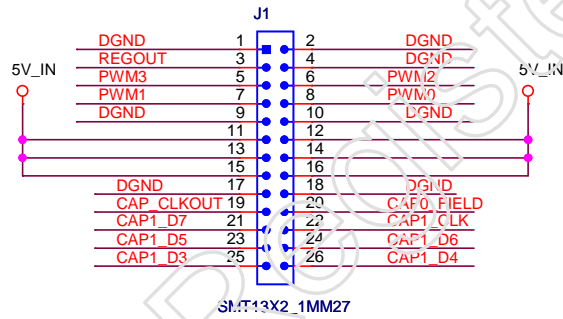 J1
DGND 1 2 DGND
REGOUT 3 4 DGND
5V_IN PWM3 5 6 PWM2 5V_IN
PWM1 7 8 PWM0
DGND 9 10 DGND
11 12
13 14
15 16
DGND 17 18 DGND
CAP_CLKOUT 19 20 CAP0_FIELD
CAP1_D7 21 22 CAP1_CLK
CAP1_D5 23 24 CAP1_D6
CAP1_D3 25 26 CAP1_D4
SMT13X2_1MM27